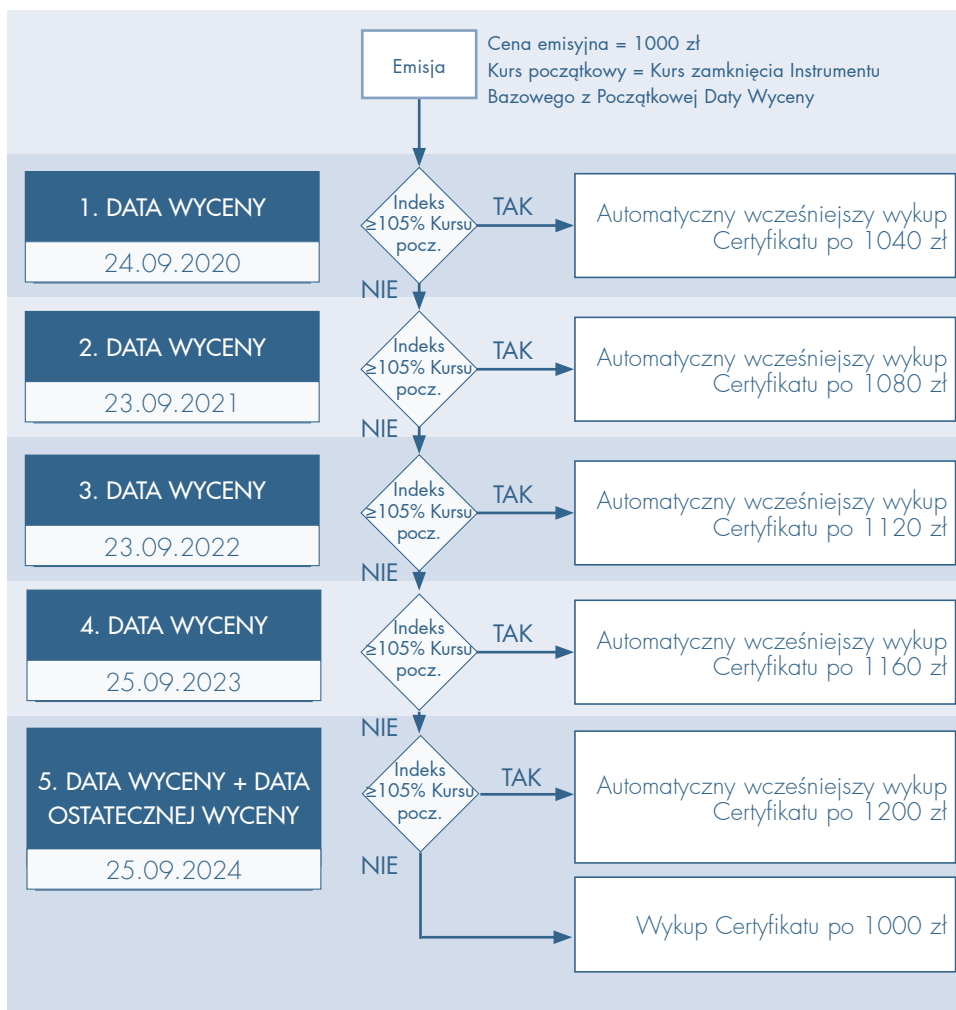 Emisja
Cena emisyjna = 1000 zł
Kurs początkowy = Kurs zamknięcia Instrumentu
Bazowego z Początkowej Daty Wyceny
1. DATA WYCENY
24.09.2020
Indeks
≥105% Kursu
pocz.
TAK
Automatyczny wcześniejszy wykup
Certyfikatu po 1040 zł
NIE
2. DATA WYCENY
23.09.2021
Indeks
≥105% Kursu
pocz.
TAK
Automatyczny wcześniejszy wykup
Certyfikatu po 1080 zł
NIE
3. DATA WYCENY
23.09.2022
Indeks
≥105% Kursu
pocz.
TAK
Automatyczny wcześniejszy wykup
Certyfikatu po 1120 zł
NIE
4. DATA WYCENY
25.09.2023
Indeks
≥105% Kursu
pocz.
TAK
Automatyczny wcześniejszy wykup
Certyfikatu po 1160 zł
NIE
5. DATA WYCENY + DATA
OSTATECZNEJ WYCENY
25.09.2024
Indeks
≥105% Kursu
pocz.
TAK
Automatyczny wcześniejszy wykup
Certyfikatu po 1200 zł
NIE
Wykup Certyfikatu po 1000 zł